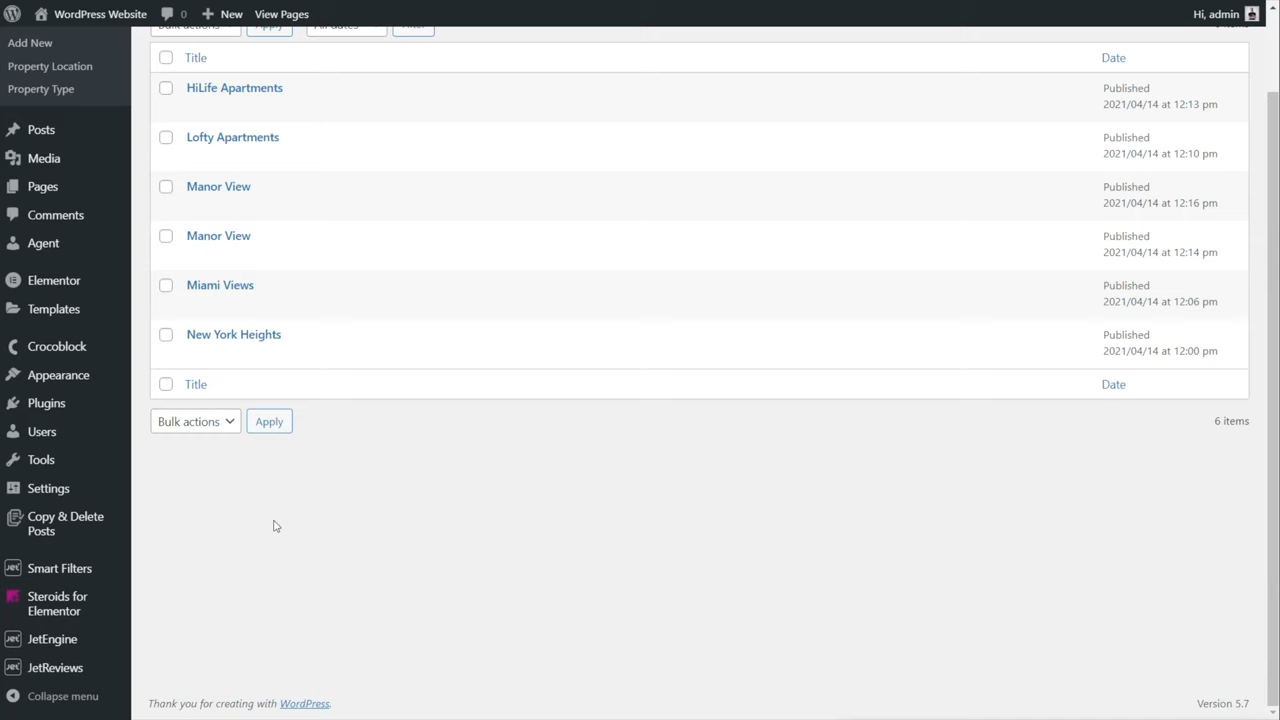 WordPress Website 0 New View Pages Hi, admin
Add New
Property Location
Property Type
Posts
Media
Pages
Comments
Agent
Elementor
Templates
Crocoblock
Appearance
Plugins
Users
Tools
Settings
Copy & Delete
Posts
Smart Filters
Steroids for
Elementor
JetEngine
JetReviews
Collapse menu
Title Date
HiLife Apartments Published
2021/04/14 at 12:13 pm
Lofty Apartments Published
2021/04/14 at 12:10 pm
Manor View Published
2021/04/14 at 12:16 pm
Manor View Published
2021/04/14 at 12:14 pm
Miami Views Published
2021/04/14 at 12:06 pm
New York Heights Published
2021/04/14 at 12:00 pm
Title Date
Bulk actions Apply 6 items
Thank you for creating with WordPress. Version 5.7